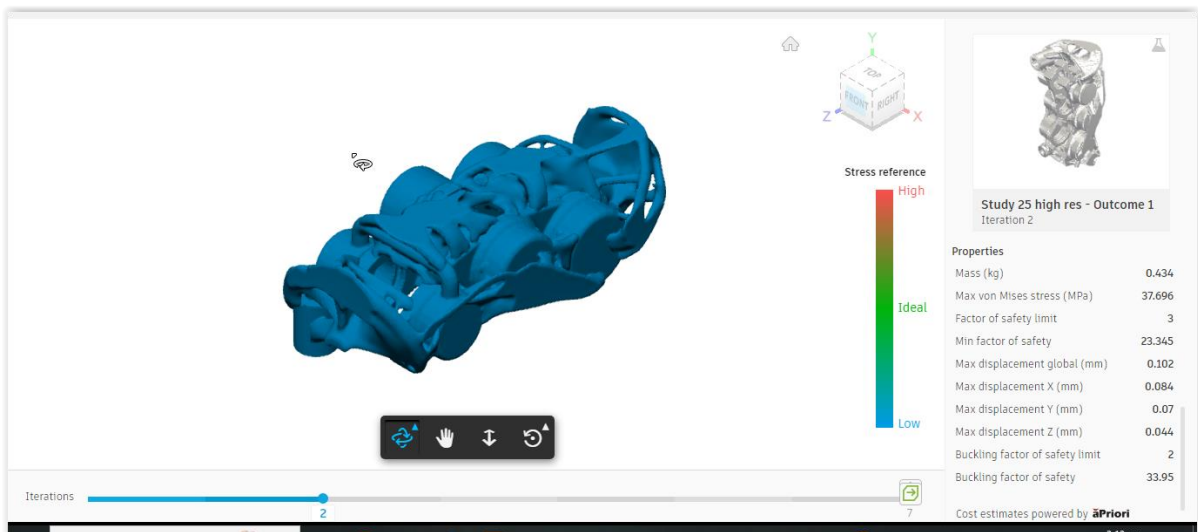 Y
TOP
FRONT
RIGHT
Z
X
Stress reference
High
Ideal
Low
Study 25 high res - Outcome 1
Iteration 2
Properties
Mass (kg) 0.434
Max von Mises stress (MPa) 37.696
Factor of safety limit 3
Min factor of safety 23.345
Max displacement global (mm) 0.102
Max displacement X (mm) 0.084
Max displacement Y (mm) 0.07
Max displacement Z (mm) 0.044
Buckling factor of safety limit 2
Buckling factor of safety 33.95
Iterations
2
7
Cost estimates powered by āPriori